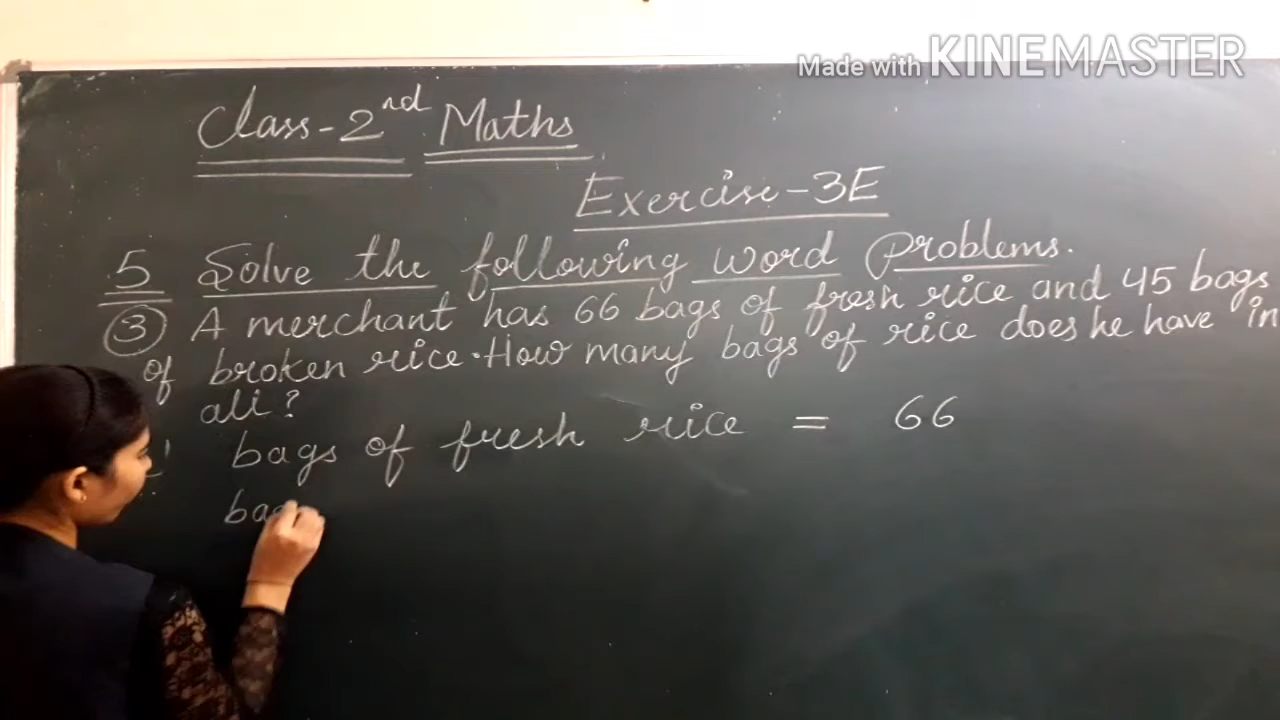 Made with KINEMASTER
Class-2nd Maths
Exercise-3E
5 Solve the following word Problems.
③ A merchant has 66 bags of fresh rice and 45 bags
of broken rice. How many bags of rice does he have in
all?
bags of fresh rice = 66